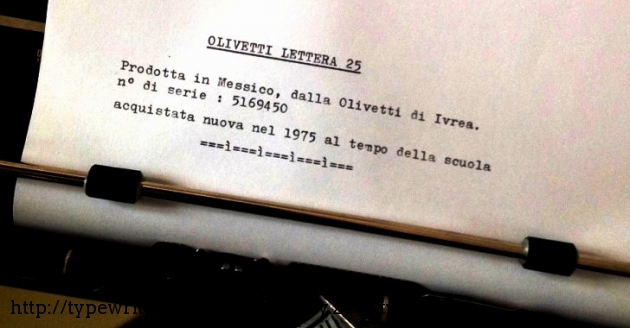 OLIVETTI LETTERA 25
Prodotta in Messico, dalla Olivetti di Ivrea.
n° di serie : 5169450
acquistata nuova nel 1975 al tempo della scuola
===ì===ì===ì===ì===
http://typewr